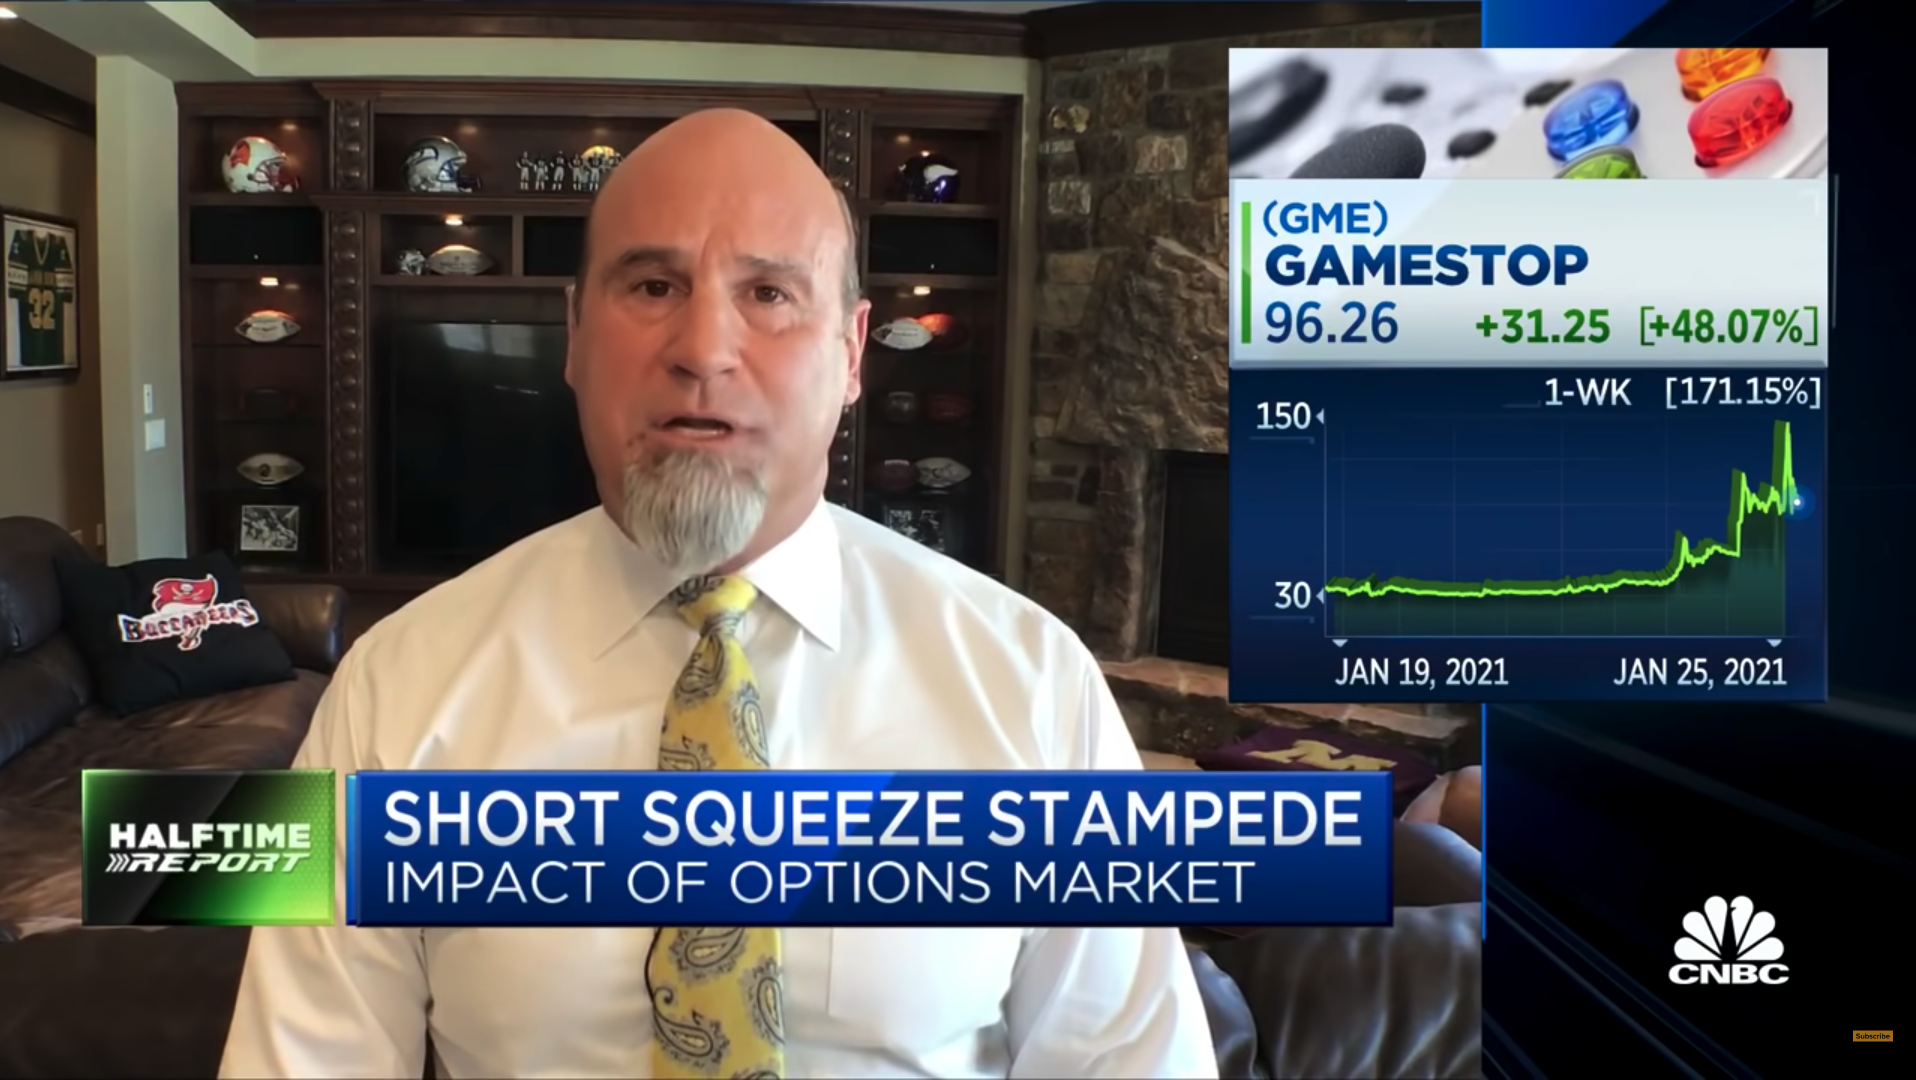 (GME)
GAMESTOP
96.26 +31.25 [+48.07%]
1-WK [171.15%]
150
30
JAN 19, 2021 JAN 25, 2021
32
BUCCANEERS
M
HALFTIME
REPORT
SHORT SQUEEZE STAMPEDE
IMPACT OF OPTIONS MARKET
CNBC
Subscribe